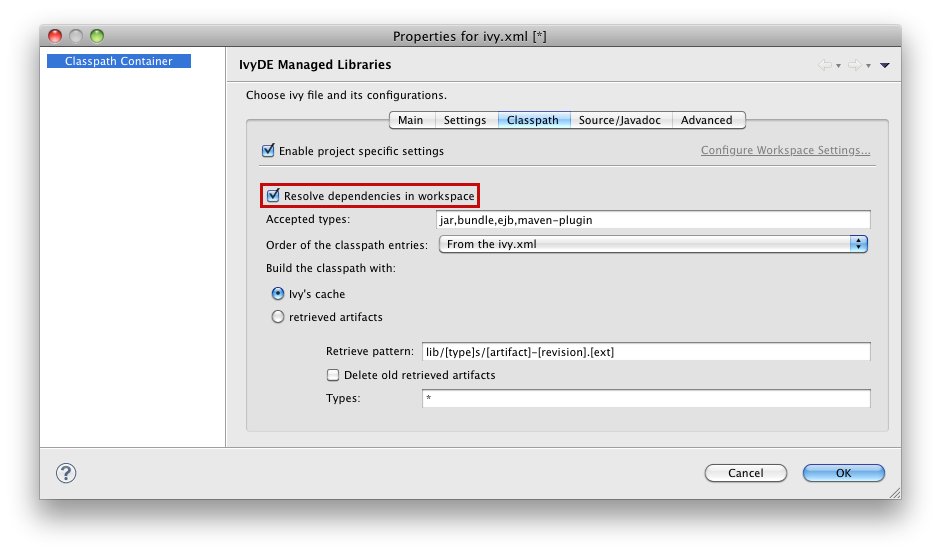 Properties for ivy.xml [*]
Classpath Container
IvyDE Managed Libraries
Choose ivy file and its configurations.
Main Settings Classpath Source/Javadoc Advanced
Enable project specific settings Configure Workspace Settings...
Resolve dependencies in workspace
Accepted types: jar,bundle,ejb,maven-plugin
Order of the classpath entries: From the ivy.xml
Build the classpath with:
Ivy's cache
retrieved artifacts
Retrieve pattern: lib/[type]s/[artifact]-[revision].[ext]
Delete old retrieved artifacts
Types: *
? Cancel OK